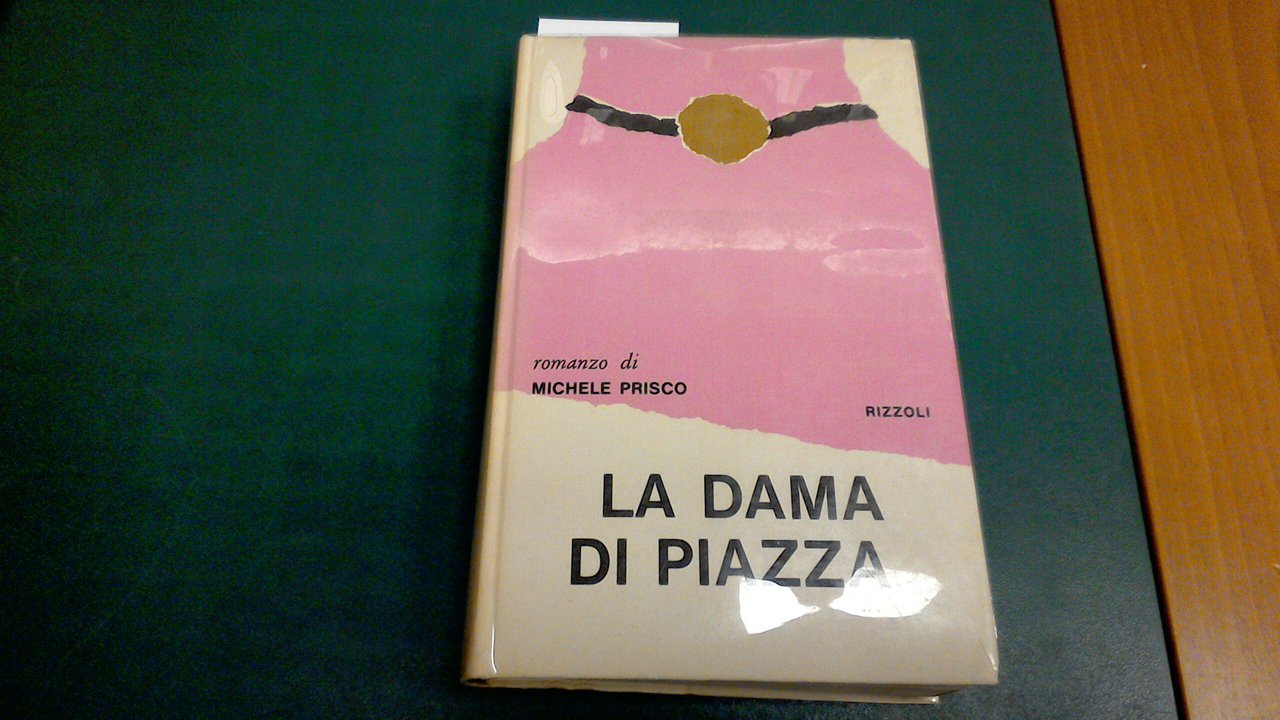 romanzo di
MICHELE PRISCO
RIZZOLI
LA DAMA
DI PIAZZA